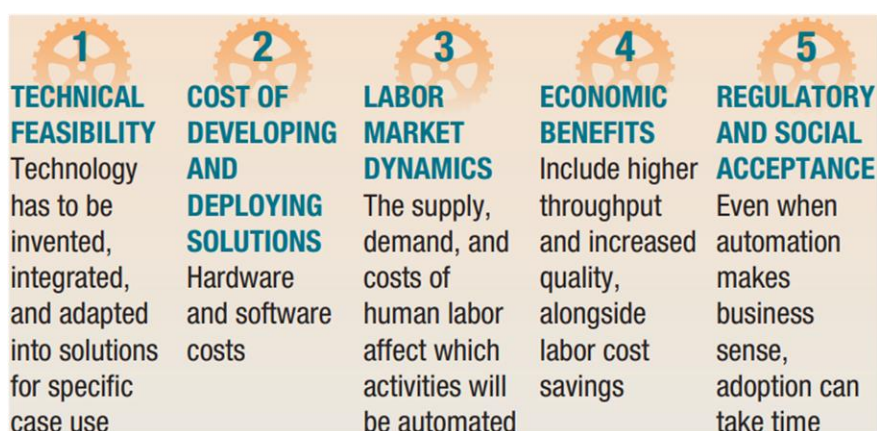 1
TECHNICAL
FEASIBILITY
Technology
has to be
invented,
integrated,
and adapted
into solutions
for specific
case use
2
COST OF
DEVELOPING
AND
DEPLOYING
SOLUTIONS
Hardware
and software
costs
3
LABOR
MARKET
DYNAMICS
The supply,
demand, and
costs of
human labor
affect which
activities will
be automated
4
ECONOMIC
BENEFITS
Include higher
throughput
and increased
quality,
alongside
labor cost
savings
5
REGULATORY
AND SOCIAL
ACCEPTANCE
Even when
automation
makes
business
sense,
adoption can
take time